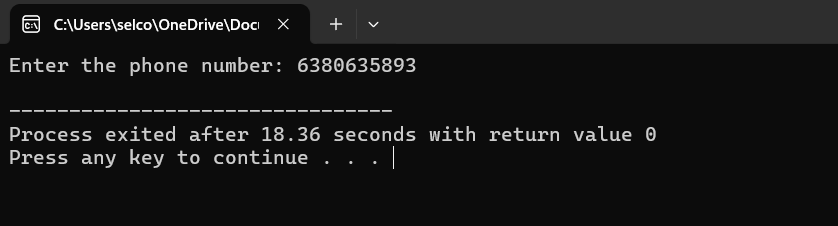 C:\Users\selco\OneDrive\Docu
Enter the phone number: 6380635893
--------------------------------
Process exited after 18.36 seconds with return value 0
Press any key to continue . . .